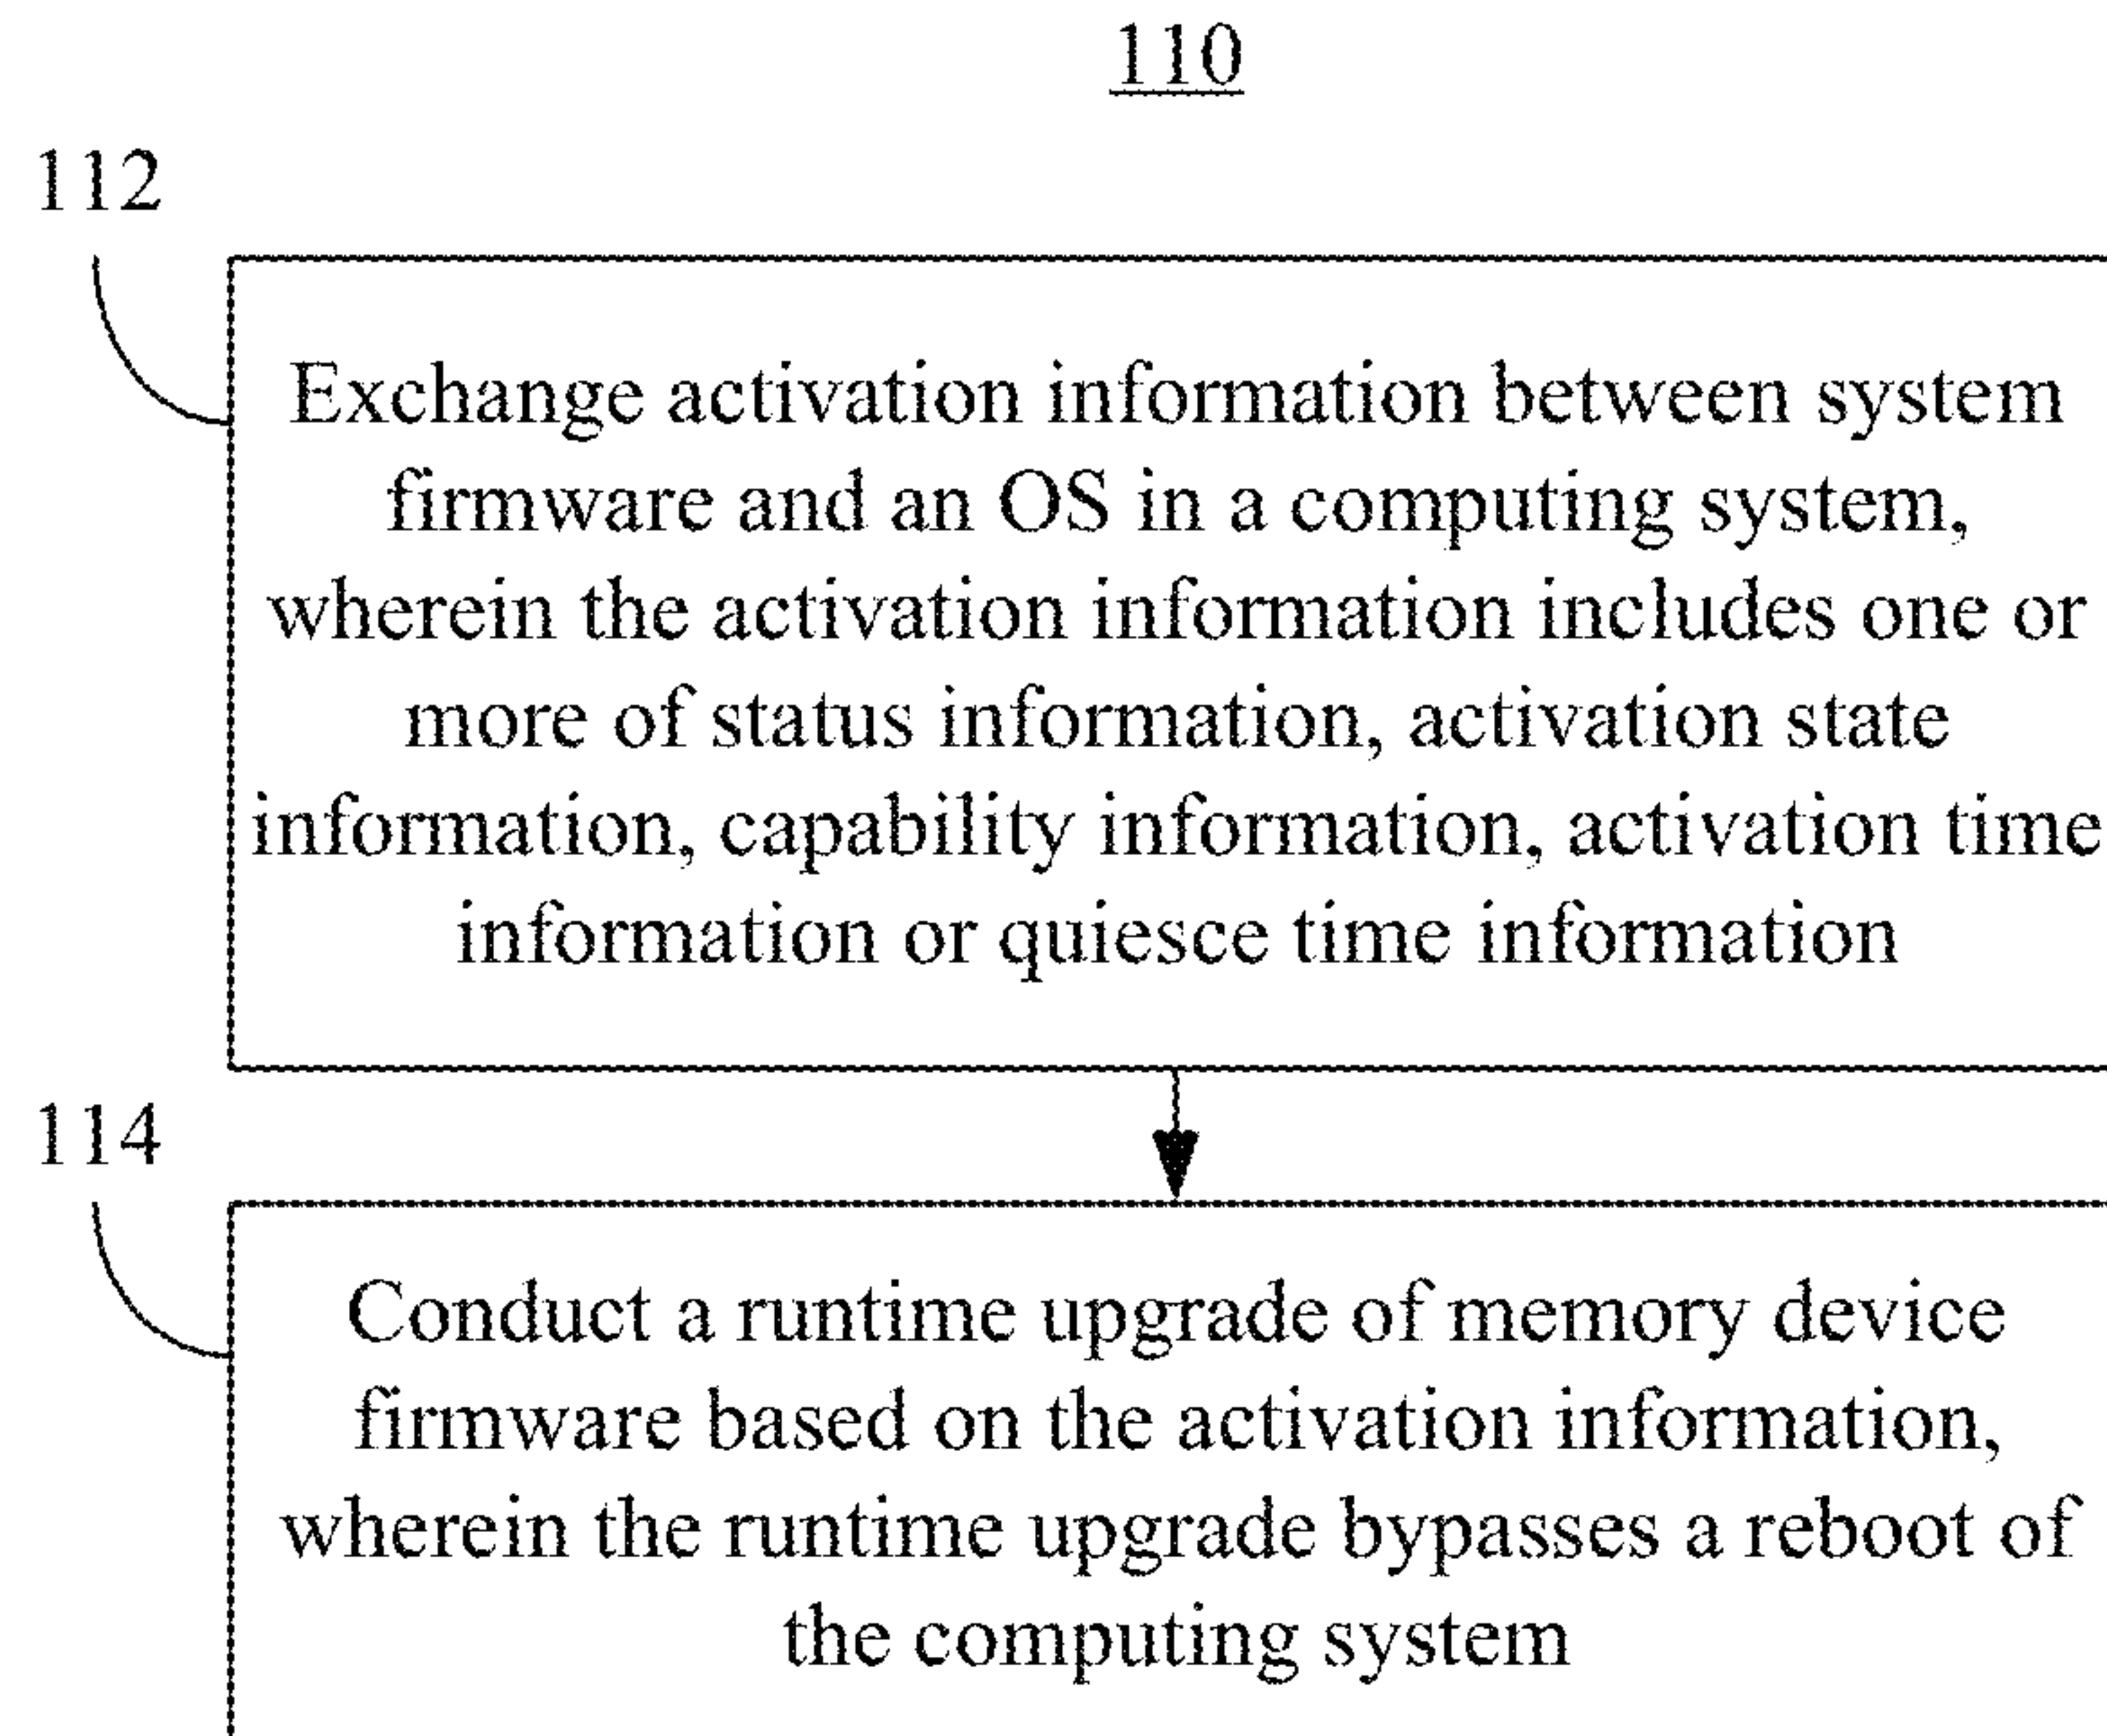 110
112
Exchange activation information between system
firmware and an OS in a computing system,
wherein the activation information includes one or
more of status information, activation state
information, capability information, activation time
information or quiesce time information
114
Conduct a runtime upgrade of memory device
firmware based on the activation information,
wherein the runtime upgrade bypasses a reboot of
the computing system